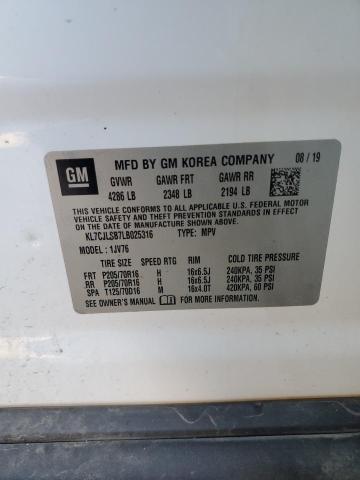 GM
MFD BY GM KOREA COMPANY 08/19
GVWR GAWR FRT GAWR RR
4286 LB 2348 LB 2194 LB
THIS VEHICLE CONFORMS TO ALL APPLICABLE U.S. FEDERAL MOTOR
VEHICLE SAFETY, BUMPER, AND THEFT PREVENTION STANDARDS IN
EFFECT ON THE DATE OF MANUFACTURE SHOWN ABOVE.
KL7CJLSB7LB025316 TYPE: MPV
MODEL: 1JV76
TIRE SIZE SPEED RTG RIM COLD TIRE PRESSURE
FRT P205/70R16 H 16x6.5J 240KPA, 35 PSI
RR P205/70R16 H 16x6.5J 240KPA, 35 PSI
SPA T125/70D16 M 16x4.0T 420KPA, 60 PSI
SEE OWNER'S MANUAL FOR MORE INFORMATION.